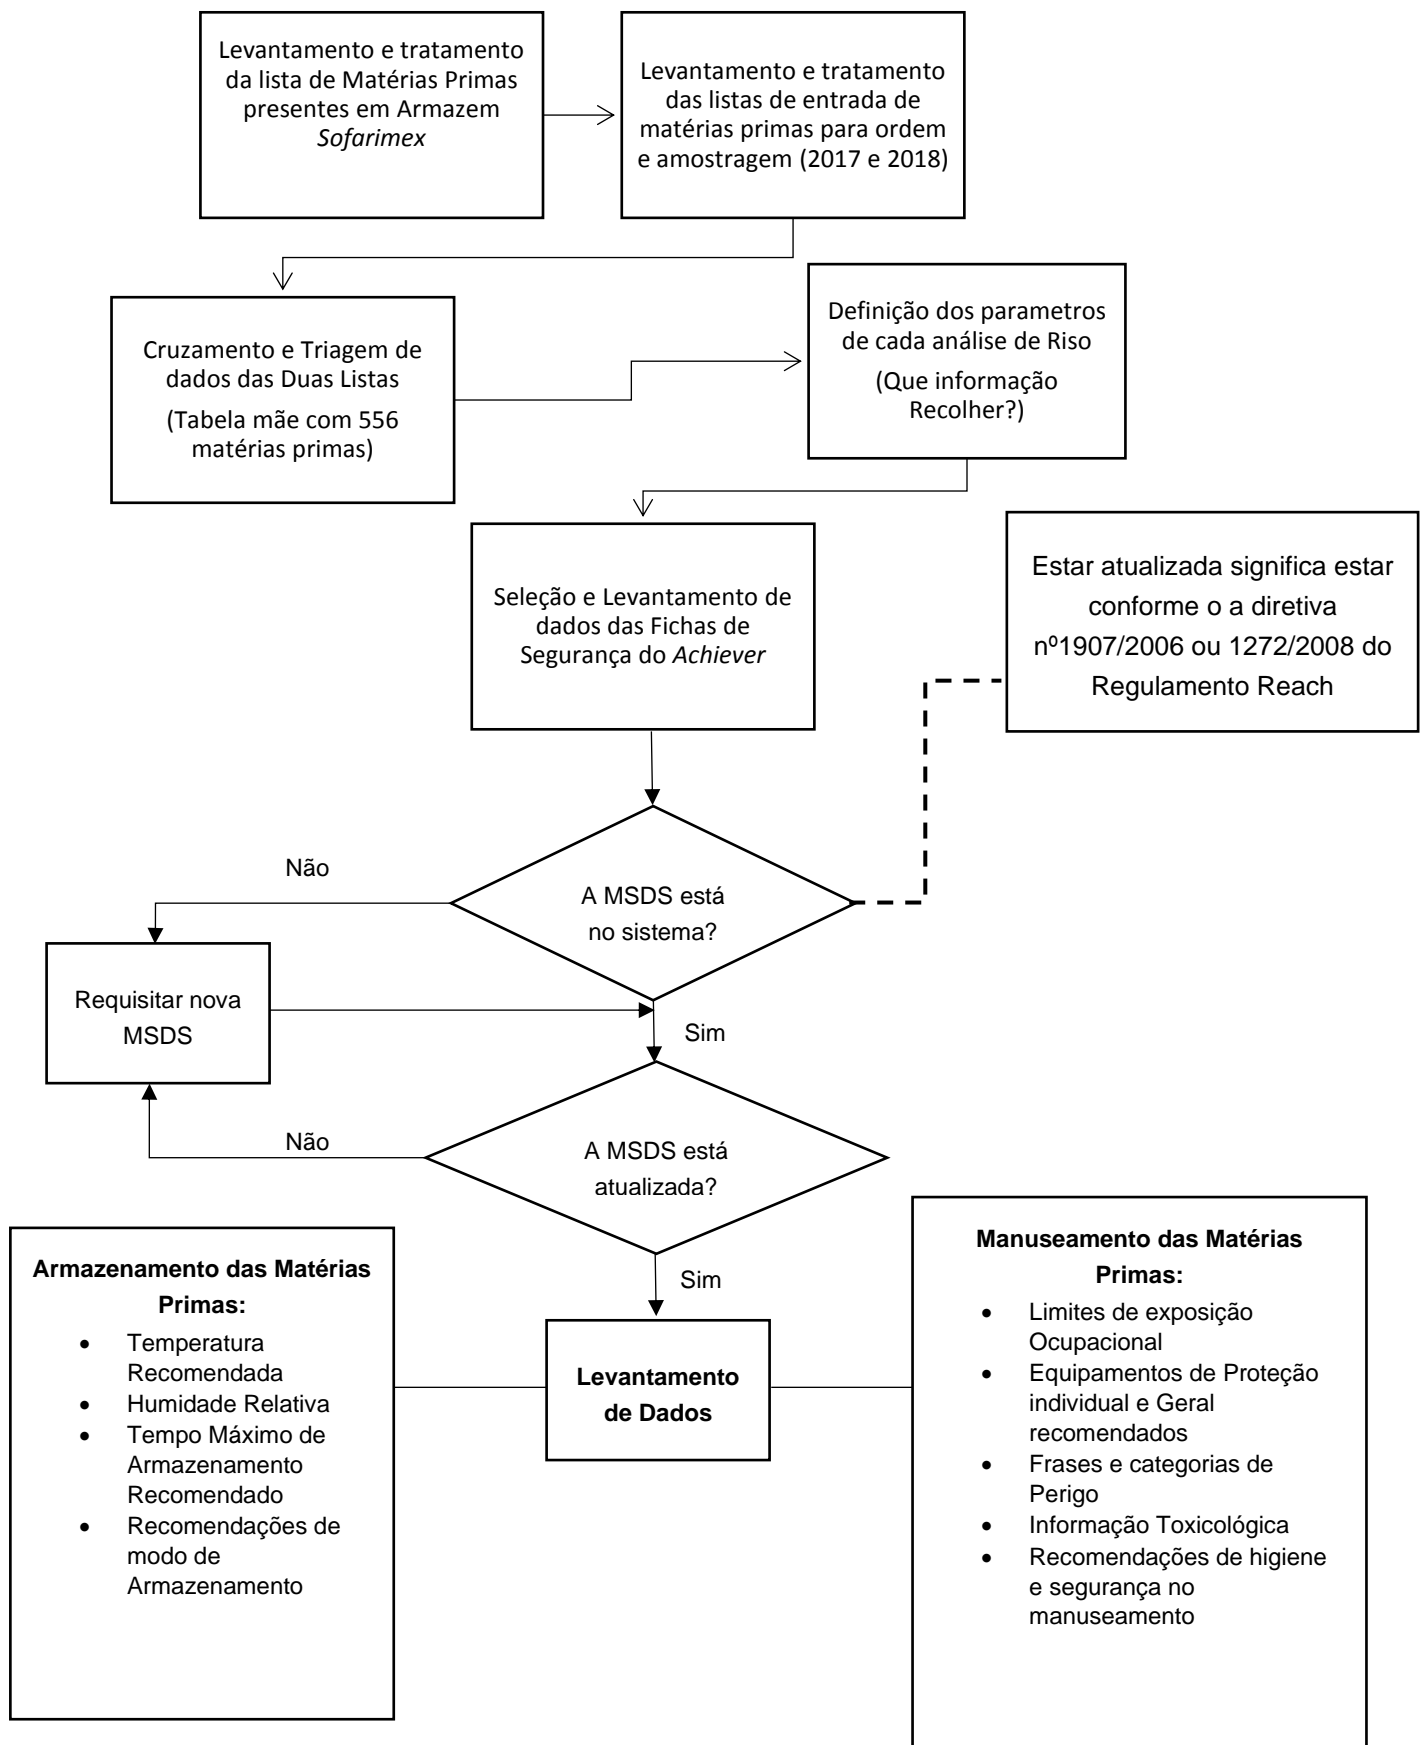 Levantamento e tratamento
da lista de Matérias Primas
presentes em Armazem
Sofarimex
Levantamento e tratamento
das listas de entrada de
matérias primas para ordem
e amostragem (2017 e 2018)
Cruzamento e Triagem de
dados das Duas Listas
(Tabela mãe com 556
matérias primas)
Definição dos parametros
de cada análise de Riso
(Que informação
Recolher?)
Seleção e Levantamento de
dados das Fichas de
Segurança do Achiever
Estar atualizada significa estar
conforme o a diretiva
nº1907/2006 ou 1272/2008 do
Regulamento Reach
Não
A MSDS está
no sistema?
Requisitar nova
MSDS
Sim
Não
A MSDS está
atualizada?
Sim
Armazenamento das Matérias
Primas:
• Temperatura
Recomendada
• Humidade Relativa
• Tempo Máximo de
Armazenamento
Recomendado
• Recomendações de
modo de
Armazenamento
Levantamento
de Dados
Manuseamento das Matérias
Primas:
• Limites de exposição
Ocupacional
• Equipamentos de Proteção
individual e Geral
recomendados
• Frases e categorias de
Perigo
• Informação Toxicológica
• Recomendações de higiene
e segurança no
manuseamento